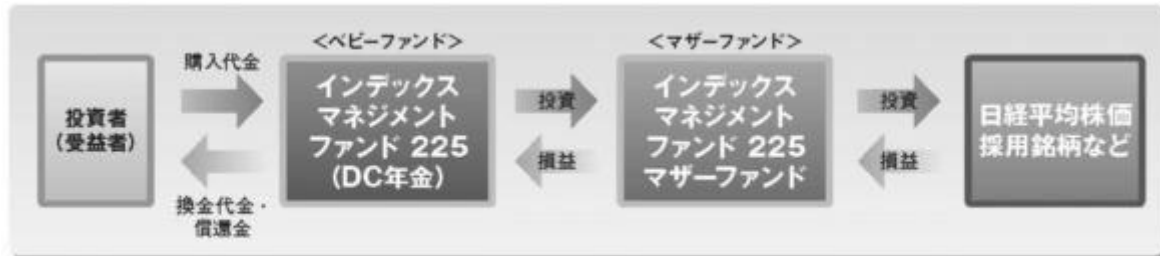 <ベビーファンド>
<マザーファンド>
購入代金
投資者
(受益者)
換金代金・
償還金
インデックス
マネジメント
ファンド 225
(DC年金)
投資
損益
インデックス
マネジメント
ファンド 225
マザーファンド
投資
損益
日経平均株価
採用銘柄など